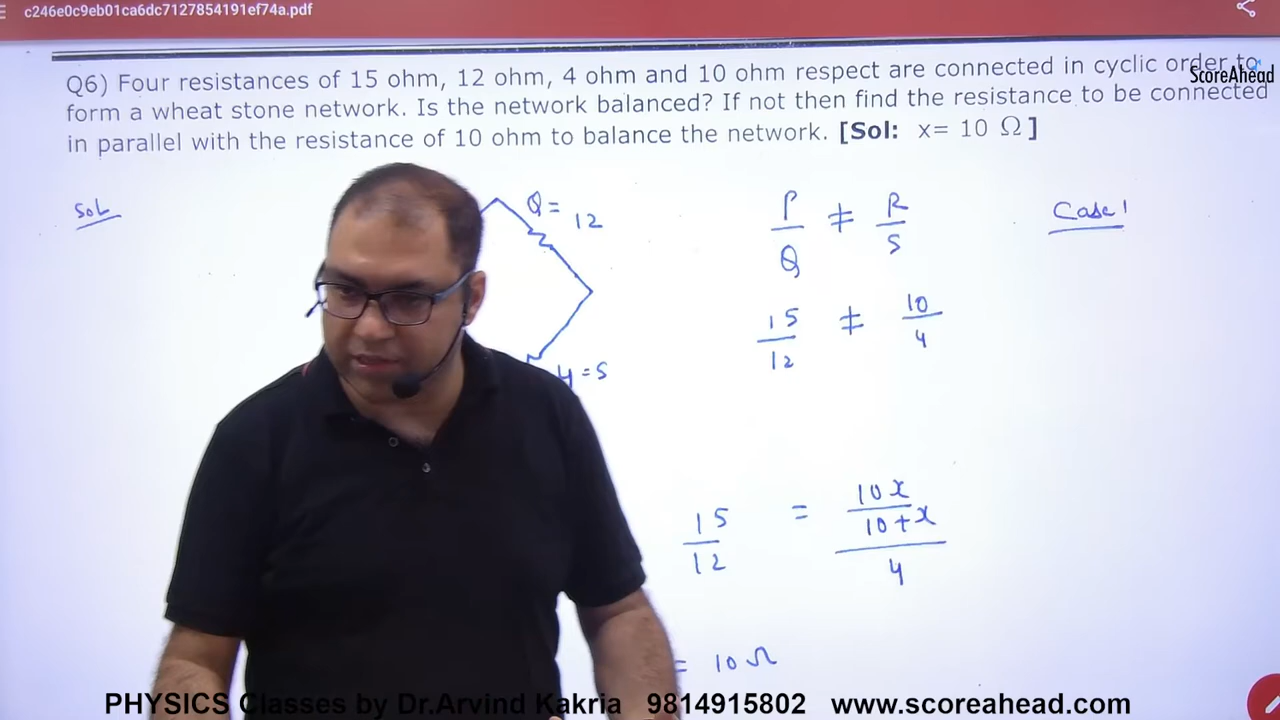 c246e0c9eb01ca6dc7127854191ef74a.pdf
ScoreAhead
Q6) Four resistances of 15 ohm, 12 ohm, 4 ohm and 10 ohm respect are connected in cyclic order to
form a wheat stone network. Is the network balanced? If not then find the resistance to be connected
in parallel with the resistance of 10 ohm to balance the network. [Sol: x= 10 Ω ]
Sol
Q = 12
4 = S
P/Q ≠ R/S
Case 1
15/12 ≠ 10/4
15/12 = (10x/(10+x))/4
= 10 Ω
PHYSICS Classes by Dr.Arvind Kakria 9814915802 www.scoreahead.com